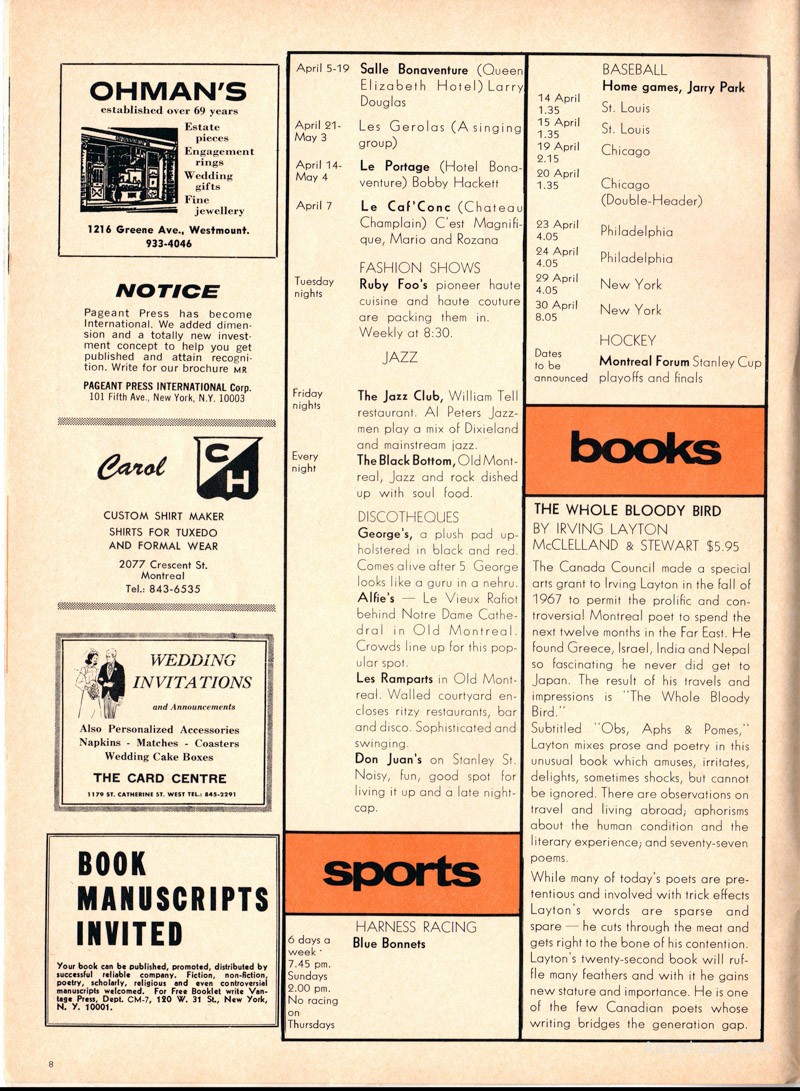 OHMAN'S
established over 69 years
Estate
pieces
Engagement
rings
Wedding
gifts
Fine
jewellery
1216 Greene Ave., Westmount.
933-4046
NOTICE
Pageant Press has become
International. We added dimen-
sion and a totally new invest-
ment concept to help you get
published and attain recogni-
tion. Write for our brochure MR
PAGEANT PRESS INTERNATIONAL Corp.
101 Fifth Ave., New York, N.Y. 10003
Carol
C
H
CUSTOM SHIRT MAKER
SHIRTS FOR TUXEDO
AND FORMAL WEAR
2077 Crescent St.
Montreal
Tel.: 843-6535
WEDDING
INVITATIONS
and Announcements
Also Personalized Accessories
Napkins - Matches - Coasters
Wedding Cake Boxes
THE CARD CENTRE
1179 ST. CATHERINE ST. WEST TEL.: 845-2291
BOOK
MANUSCRIPTS
INVITED
Your book can be published, promoted, distributed by
successful reliable company. Fiction, non-fiction,
poetry, scholarly, religious and even controversial
manuscripts welcomed. For Free Booklet write Van-
tage Press, Dept. CM-7, 120 W. 31 St., New York,
N. Y. 10001.
8
April 5-19 Salle Bonaventure (Queen
Elizabeth Hotel) Larry
Douglas
April 21- Les Gerolas (A singing
May 3 group)
April 14- Le Portage (Hotel Bona-
May 4 venture) Bobby Hackett
April 7 Le Caf'Conc (Chateau
Champlain) C'est Magnifi-
que, Mario and Rozana
FASHION SHOWS
Tuesday Ruby Foo's pioneer haute
nights cuisine and haute couture
are packing them in.
Weekly at 8:30.
JAZZ
Friday The Jazz Club, William Tell
nights restaurant. Al Peters Jazz-
men play a mix of Dixieland
and mainstream jazz.
Every The Black Bottom, Old Mont-
night real, Jazz and rock dished
up with soul food.
DISCOTHEQUES
George's, a plush pad up-
holstered in black and red.
Comes alive after 5 George
looks like a guru in a nehru.
Alfie's — Le Vieux Rafiot
behind Notre Dame Cathe-
dral in Old Montreal.
Crowds line up for this pop-
ular spot.
Les Ramparts in Old Mont-
real. Walled courtyard en-
closes ritzy restaurants, bar
and disco. Sophisticated and
swinging.
Don Juan's on Stanley St.
Noisy, fun, good spot for
living it up and a late night-
cap.
sports
HARNESS RACING
6 days a Blue Bonnets
week
7.45 pm.
Sundays
2.00 pm.
No racing
on
Thursdays
BASEBALL
Home games, Jarry Park
14 April St. Louis
1.35
15 April St. Louis
1.35
19 April Chicago
2.15
20 April
1.35 Chicago
(Double-Header)
23 April Philadelphia
4.05
24 April Philadelphia
4.05
29 April New York
4.05
30 April New York
8.05
HOCKEY
Dates
to be Montreal Forum Stanley Cup
announced playoffs and finals
books
THE WHOLE BLOODY BIRD
BY IRVING LAYTON
McCLELLAND & STEWART $5.95
The Canada Council made a special
arts grant to Irving Layton in the fall of
1967 to permit the prolific and con-
troversial Montreal poet to spend the
next twelve months in the Far East. He
found Greece, Israel, India and Nepal
so fascinating he never did get to
Japan. The result of his travels and
impressions is "The Whole Bloody
Bird."
Subtitled "Obs, Aphs & Pomes,"
Layton mixes prose and poetry in this
unusual book which amuses, irritates,
delights, sometimes shocks, but cannot
be ignored. There are observations on
travel and living abroad; aphorisms
about the human condition and the
literary experience; and seventy-seven
poems.
While many of today's poets are pre-
tentious and involved with trick effects
Layton's words are sparse and
spare — he cuts through the meat and
gets right to the bone of his contention.
Layton's twenty-second book will ruf-
fle many feathers and with it he gains
new stature and importance. He is one
of the few Canadian poets whose
writing bridges the generation gap.